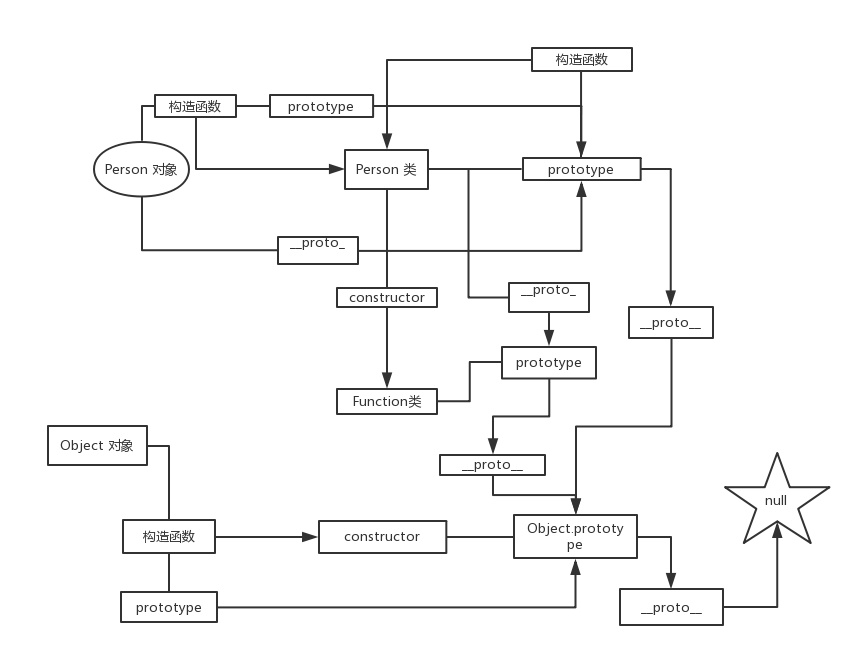 构造函数
构造函数
prototype
Person 对象
Person 类
prototype
__proto_
constructor
__proto_
__proto__
prototype
Function类
Object 对象
__proto__
null
构造函数
constructor
Object.prototy
pe
prototype
__proto__